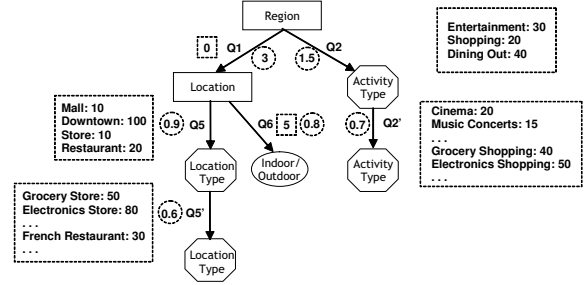 Region
0
Q1
3
1.5
Q2
Entertainment: 30
Shopping: 20
Dining Out: 40
Location
Activity
Type
Mall: 10
Downtown: 100
Store: 10
Restaurant: 20
0.9
Q5
Q6
5
0.8
0.7
Q2'
Cinema: 20
Music Concerts: 15
. . .
Grocery Shopping: 40
Electronics Shopping: 50
. . .
Location
Type
Indoor/
Outdoor
Activity
Type
Grocery Store: 50
Electronics Store: 80
. . .
French Restaurant: 30
. . .
0.6
Q5'
Location
Type